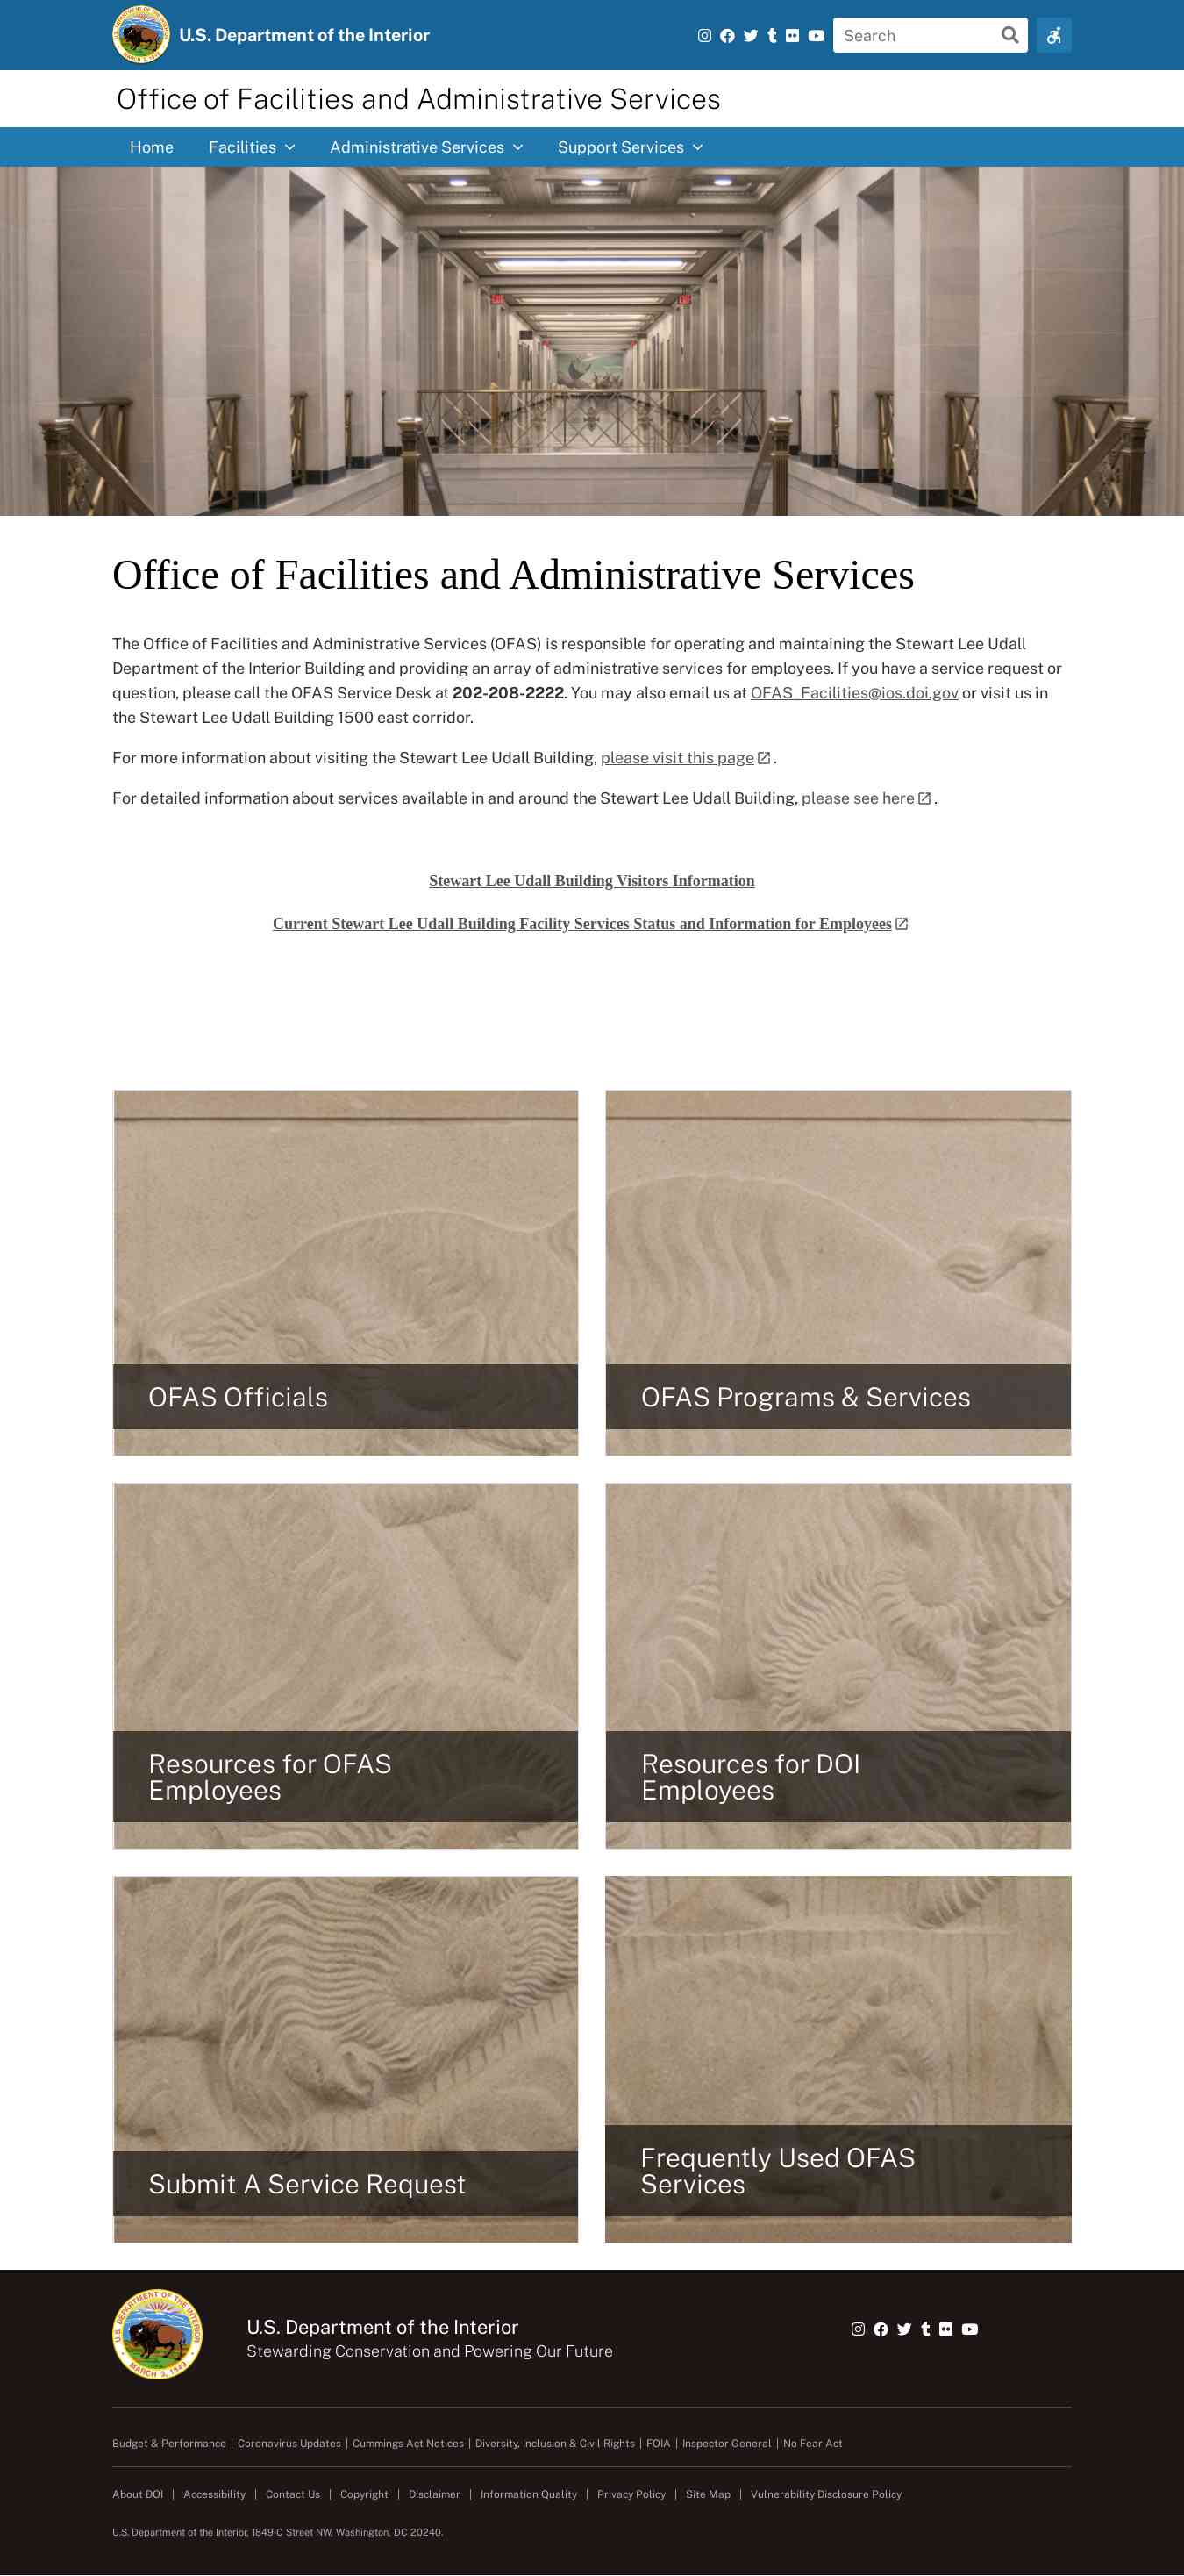 U.S. Department of the Interior
Search
Office of Facilities and Administrative Services
Home Facilities Administrative Services Support Services
Office of Facilities and Administrative Services
The Office of Facilities and Administrative Services (OFAS) is responsible for operating and maintaining the Stewart Lee Udall
Department of the Interior Building and providing an array of administrative services for employees. If you have a service request or
question, please call the OFAS Service Desk at 202-208-2222. You may also email us at OFAS_Facilities@ios.doi.gov or visit us in
the Stewart Lee Udall Building 1500 east corridor.
For more information about visiting the Stewart Lee Udall Building, please visit this page .
For detailed information about services available in and around the Stewart Lee Udall Building, please see here .
Stewart Lee Udall Building Visitors Information
Current Stewart Lee Udall Building Facility Services Status and Information for Employees
OFAS Officials
OFAS Programs & Services
Resources for OFAS
Employees
Resources for DOI
Employees
Submit A Service Request
Frequently Used OFAS
Services
U.S. DEPARTMENT OF THE INTERIOR
MARCH 3, 1849
U.S. Department of the Interior
Stewarding Conservation and Powering Our Future
Budget & Performance | Coronavirus Updates | Cummings Act Notices | Diversity, Inclusion & Civil Rights | FOIA | Inspector General | No Fear Act
About DOI | Accessibility | Contact Us | Copyright | Disclaimer | Information Quality | Privacy Policy | Site Map | Vulnerability Disclosure Policy
U.S. Department of the Interior, 1849 C Street NW, Washington, DC 20240.